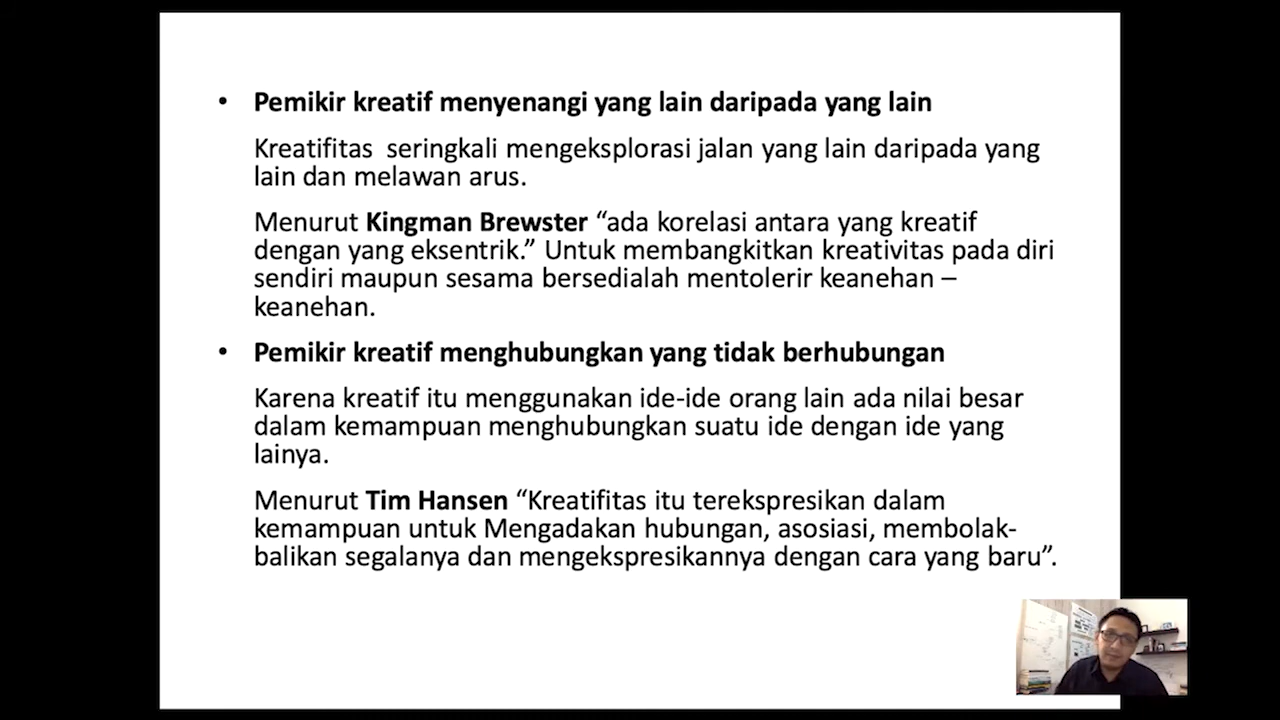 • Pemikir kreatif menyenangi yang lain daripada yang lain
Kreatifitas  seringkali mengeksplorasi jalan yang lain daripada yang
lain dan melawan arus.
Menurut Kingman Brewster “ada korelasi antara yang kreatif
dengan yang eksentrik.” Untuk membangkitkan kreativitas pada diri
sendiri maupun sesama bersedialah mentolerir keanehan –
keanehan.
• Pemikir kreatif menghubungkan yang tidak berhubungan
Karena kreatif itu menggunakan ide-ide orang lain ada nilai besar
dalam kemampuan menghubungkan suatu ide dengan ide yang
lainya.
Menurut Tim Hansen “Kreatifitas itu terekspresikan dalam
kemampuan untuk Mengadakan hubungan, asosiasi, membolak-
balikan segalanya dan mengekspresikannya dengan cara yang baru”.